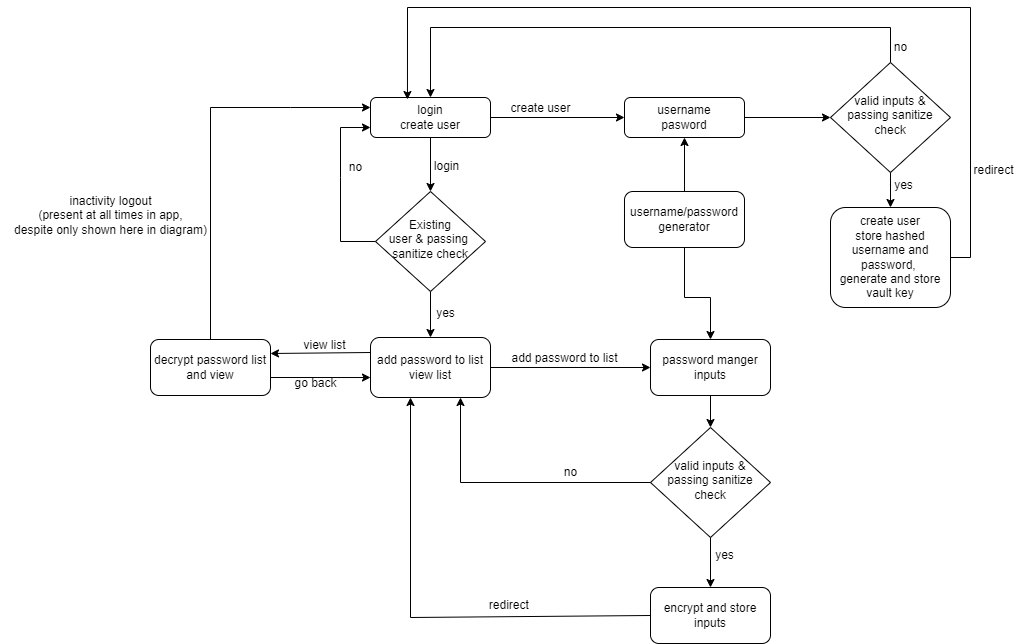 no
login
create user
create user
username
pasword
valid inputs &
passing sanitize
check
redirect
no
login
yes
inactivity logout
(present at all times in app,
despite only shown here in diagram)
Existing
user & passing
sanitize check
username/password
generator
create user
store hashed
username and
password,
generate and store
vault key
yes
decrypt password list
and view
view list
go back
add password to list
view list
add password to list
password manger
inputs
no
valid inputs &
passing sanitize
check
yes
redirect
encrypt and store
inputs